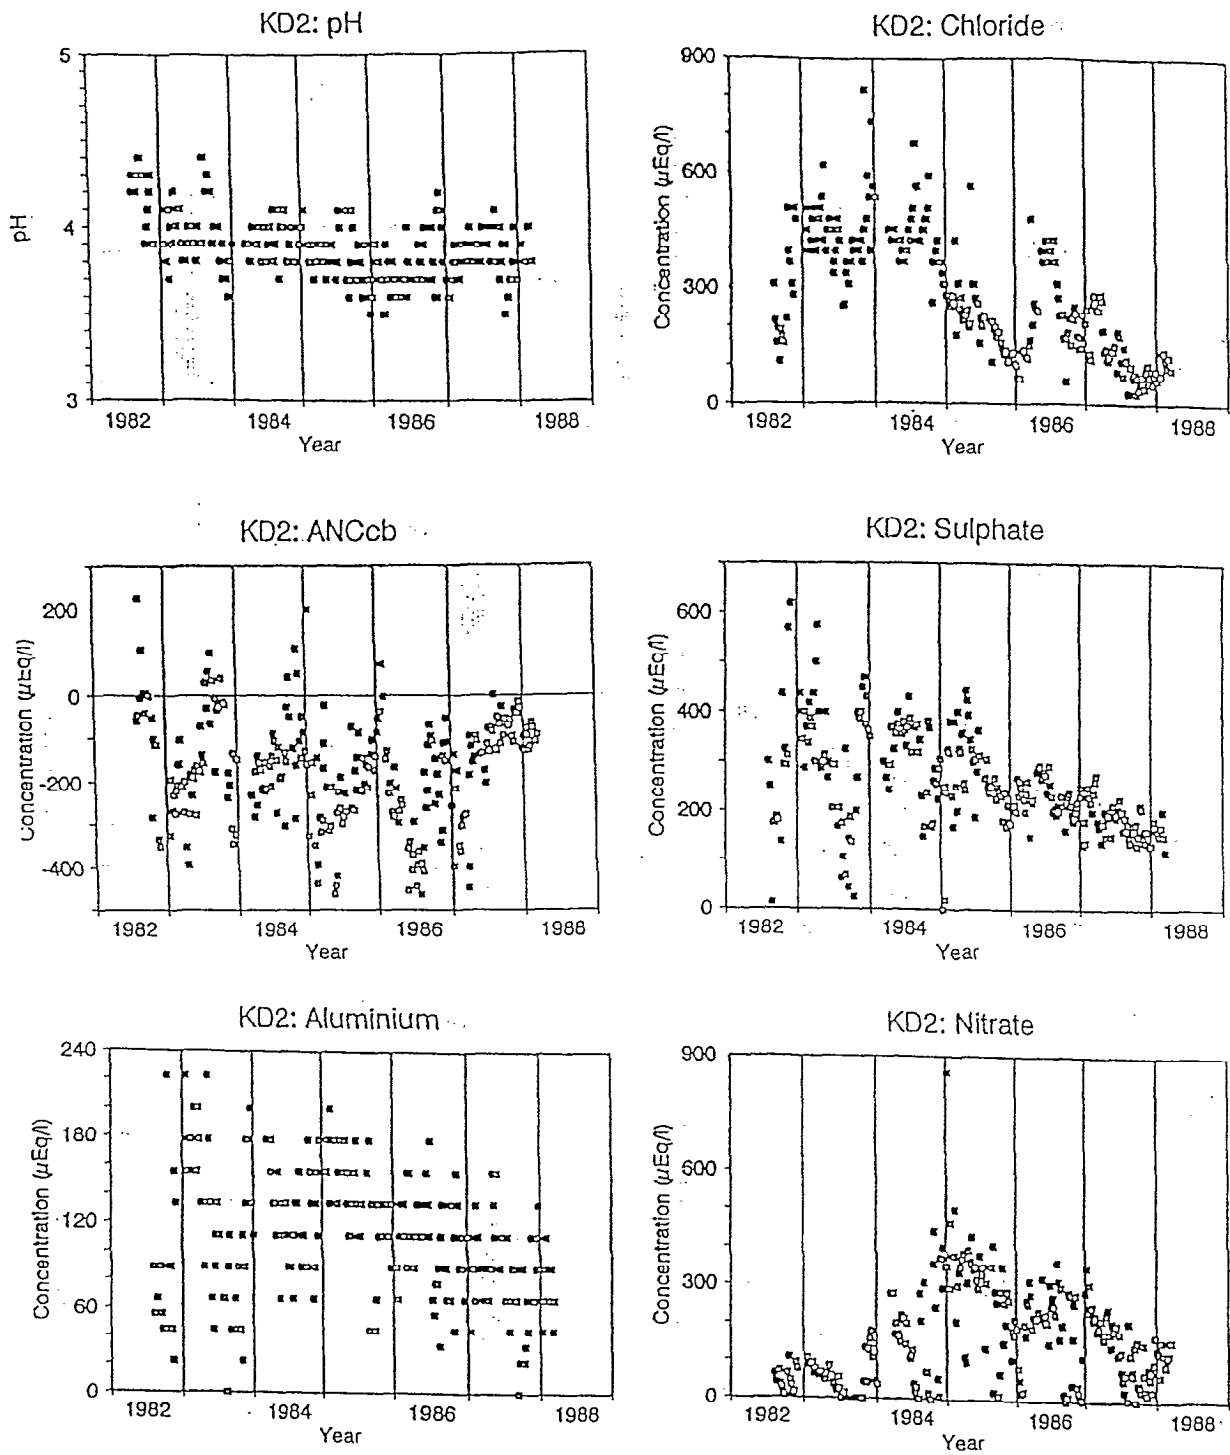 KD2: pH
5
4
3
pH
1982
1984
1986
1988
Year
KD2: Chloride
900
600
300
0
Concentration (µEq/l)
1982
1984
1986
1988
Year
KD2: ANCcb
200
0
-200
-400
Concentration (µEq/l)
1982
1984
1986
1988
Year
KD2: Sulphate
600
400
200
0
Concentration (µEq/l)
1982
1984
1986
1988
Year
KD2: Aluminium
240
180
120
60
0
Concentration (µEq/l)
1982
1984
1986
1988
Year
KD2: Nitrate
900
600
300
0
Concentration (µEq/l)
1982
1984
1986
1988
Year